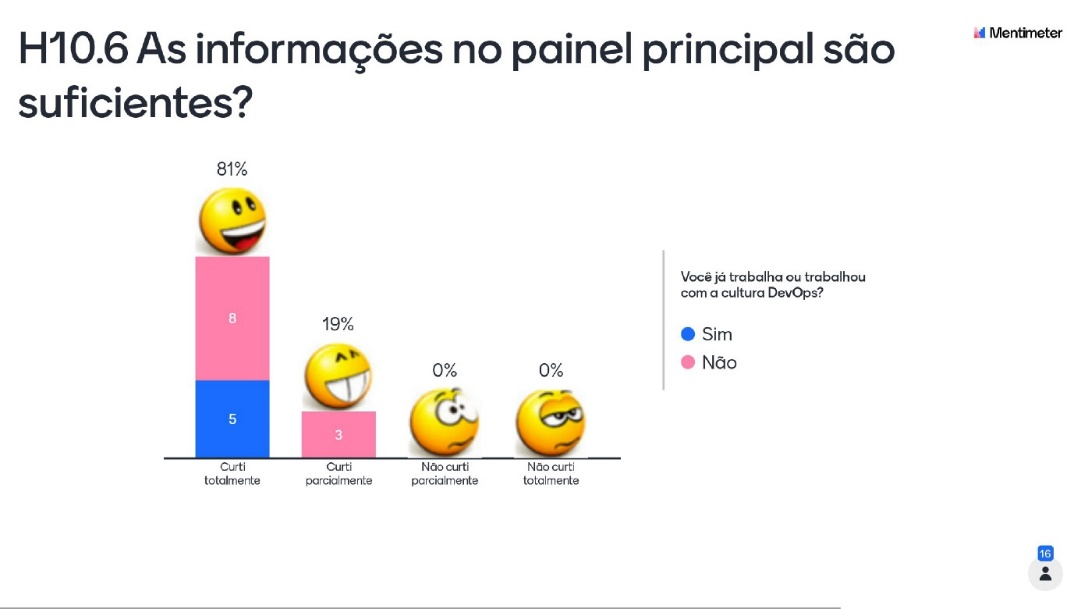 H10.6 As informações no painel principal são
suficientes?
Mentimeter
81%
8
5
19%
3
0%
0%
Curti
totalmente
Curti
parcialmente
Não curti
parcialmente
Não curti
totalmente
Você já trabalha ou trabalhou
com a cultura DevOps?
Sim
Não
16